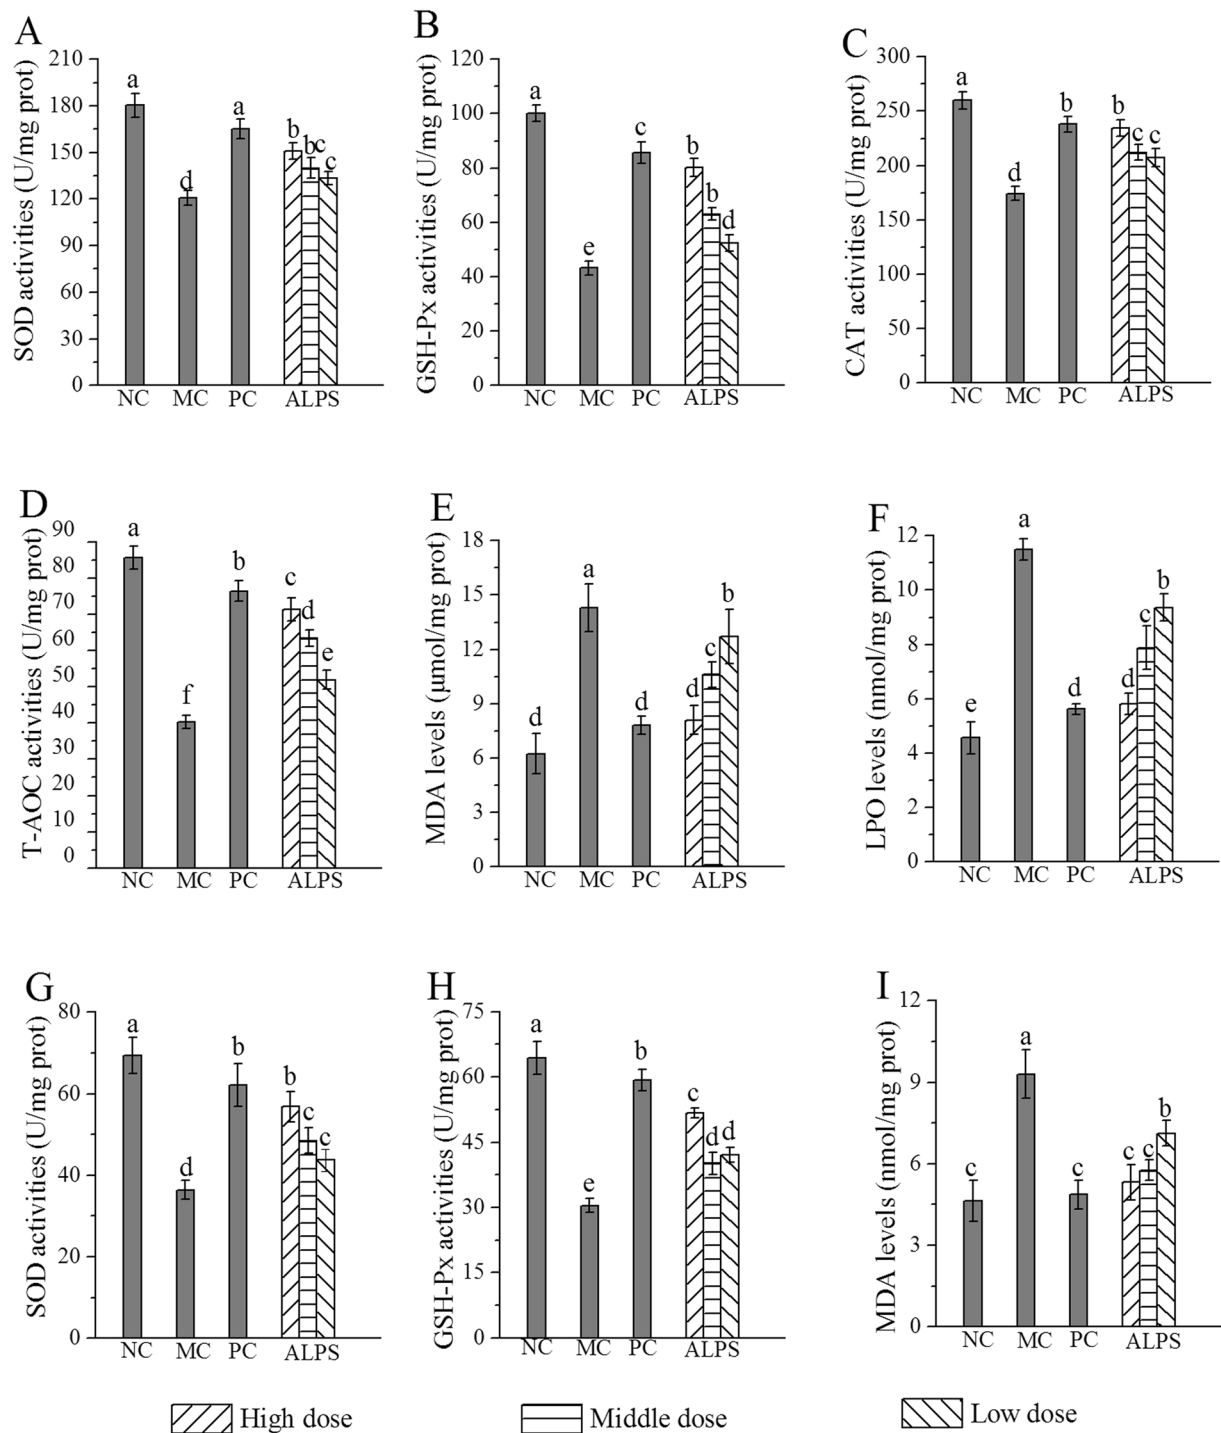 A
SOD activities (U/mg prot)
210
180
150
120
90
60
30
0
a
d
a
b
b
c
c
NC MC PC ALPS
B
GSH-Px activities (U/mg prot)
120
100
80
60
40
20
0
a
e
c
b
b
d
NC MC PC ALPS
C
CAT activities (U/mg prot)
300
250
200
150
100
50
0
a
d
b
b
c
c
NC MC PC ALPS
D
T-AOC activities (U/mg prot)
90
80
70
60
50
40
30
20
10
0
a
f
b
c
d
e
NC MC PC ALPS
E
MDA levels (μmol/mg prot)
18
15
12
9
6
3
0
d
a
d
d
c
b
NC MC PC ALPS
F
LPO levels (nmol/mg prot)
12
10
8
6
4
2
0
e
a
d
d
c
b
NC MC PC ALPS
G
SOD activities (U/mg prot)
80
60
40
20
0
a
d
b
b
c
c
NC MC PC ALPS
H
GSH-Px activities (U/mg prot)
75
60
45
30
15
0
a
e
b
c
d
d
NC MC PC ALPS
I
MDA levels (nmol/mg prot)
12
9
6
3
0
c
a
c
c
c
b
NC MC PC ALPS
High dose Middle dose Low dose